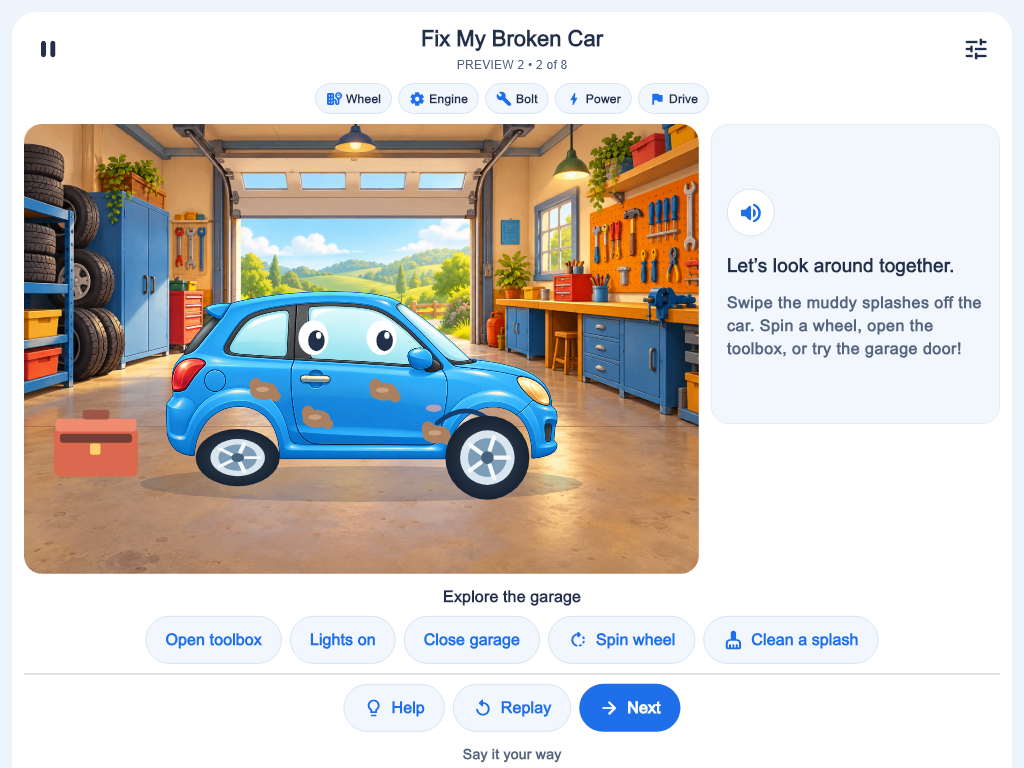 Fix My Broken Car
PREVIEW 2 • 2 of 8
Wheel
Engine
Bolt
Power
Drive
Let’s look around together.
Swipe the muddy splashes off the
car. Spin a wheel, open the
toolbox, or try the garage door!
Explore the garage
Open toolbox
Lights on
Close garage
Spin wheel
Clean a splash
Help
Replay
Next
Say it your way